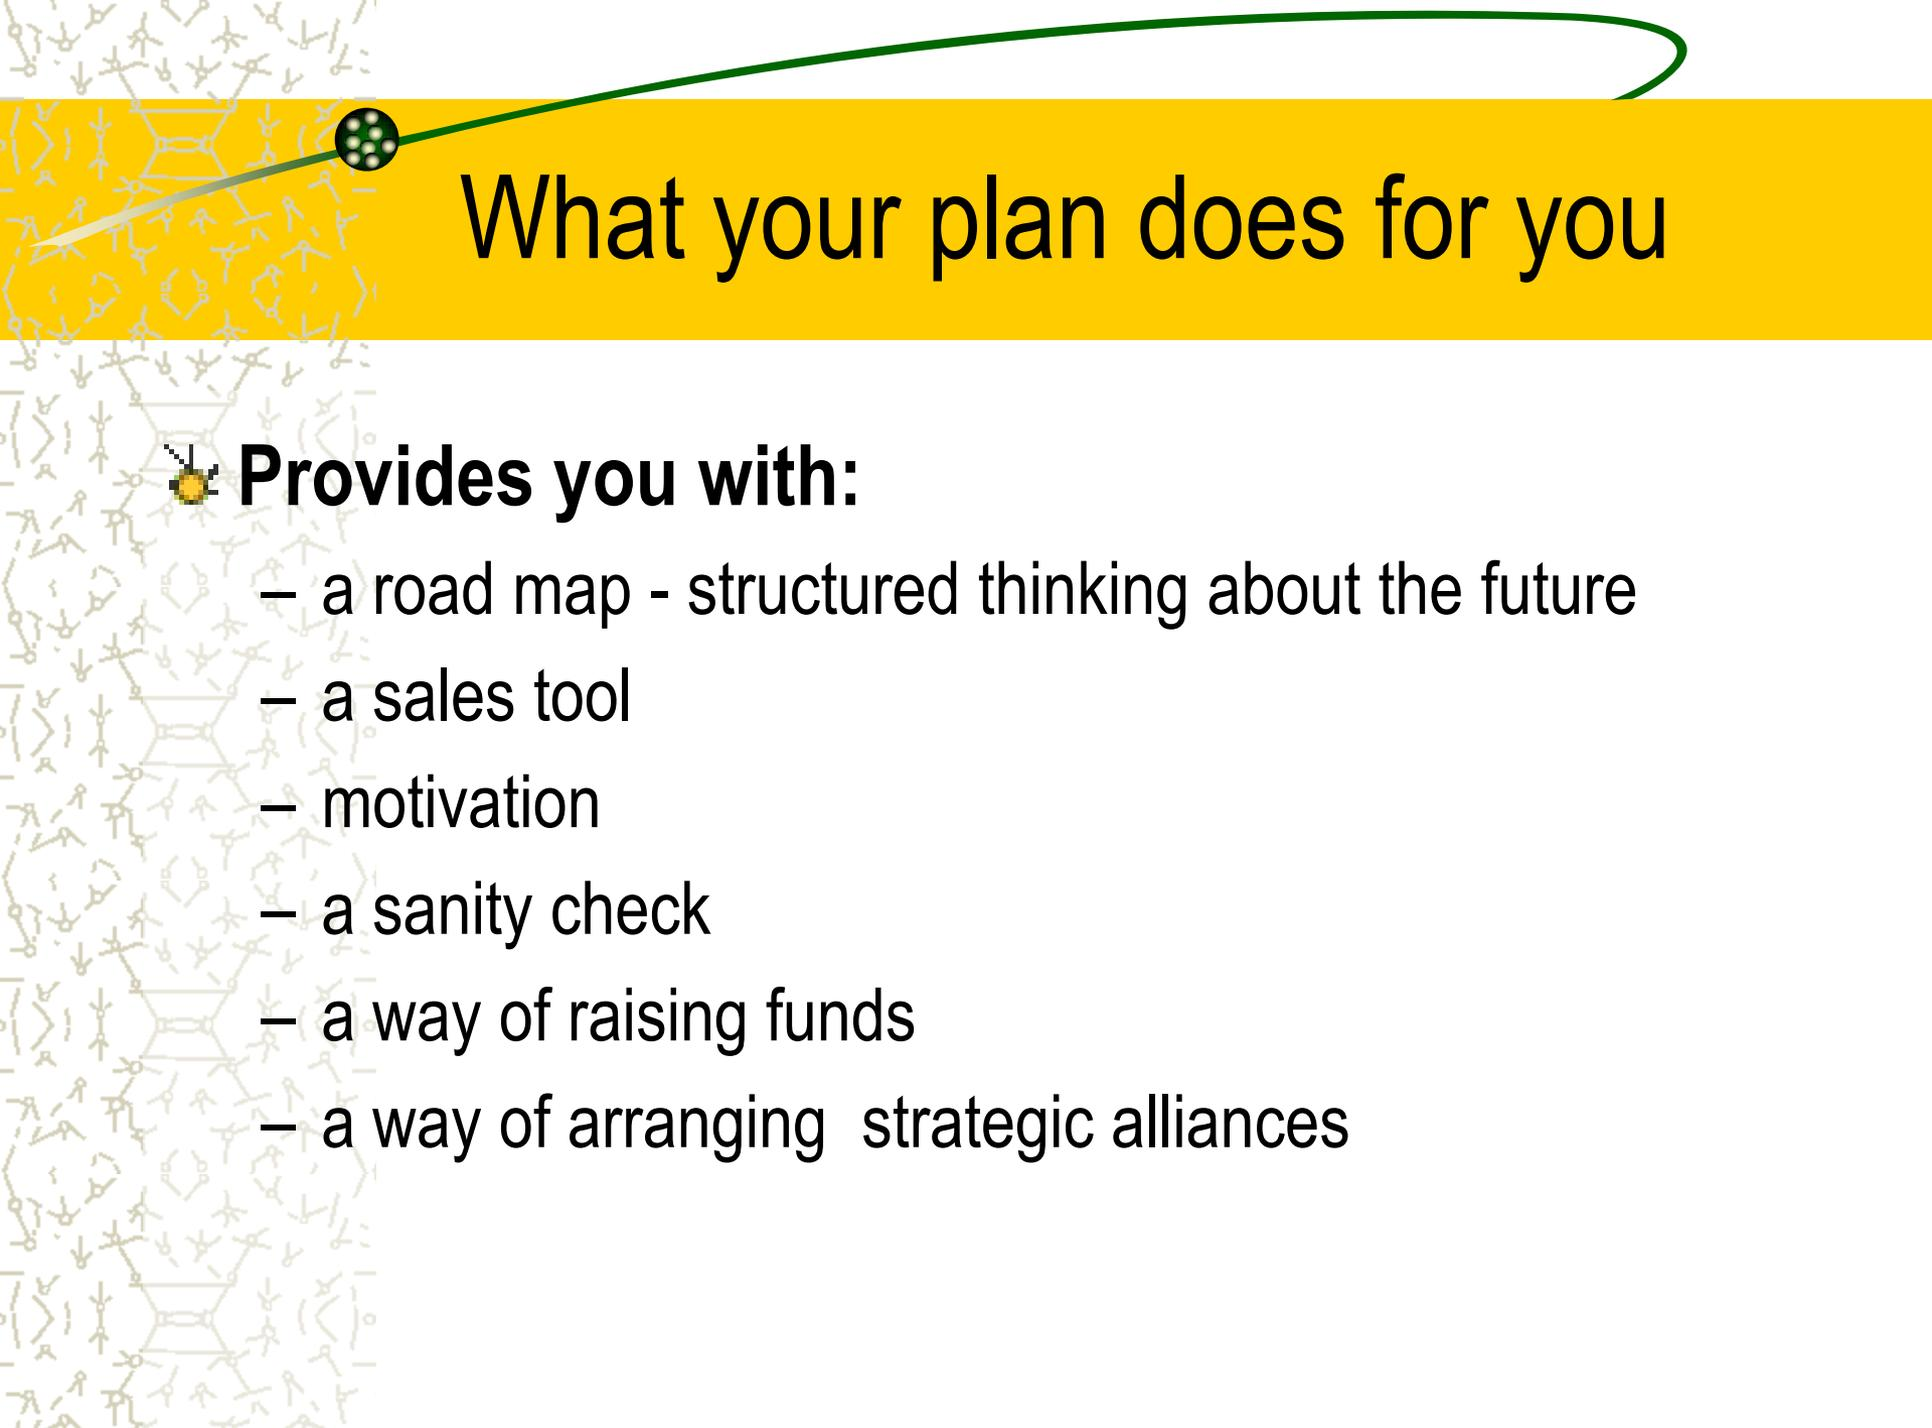 What your plan does for you
Provides you with:
– a road map - structured thinking about the future
– a sales tool
– motivation
– a sanity check
– a way of raising funds
– a way of arranging  strategic alliances